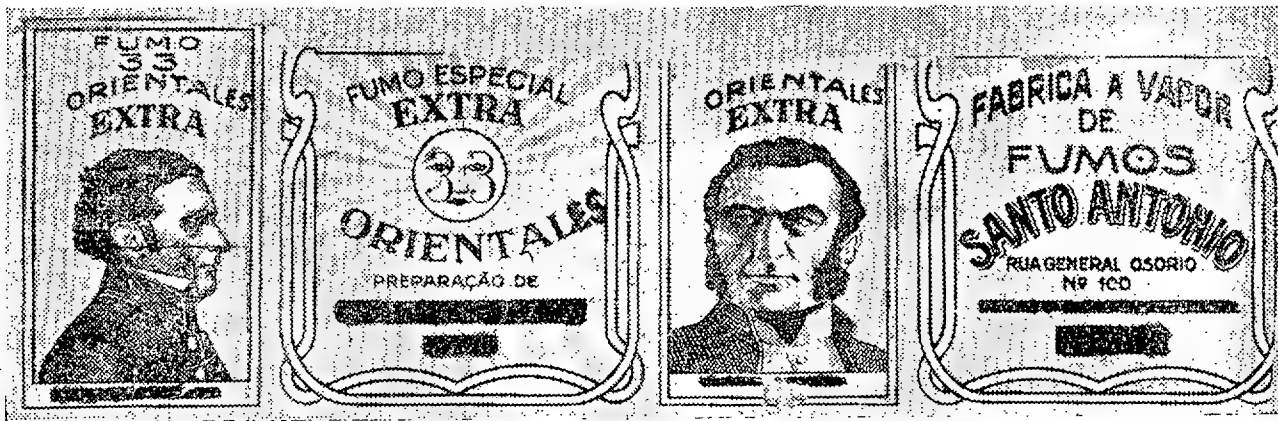 FUMO
33
ORIENTALES
EXTRA
FUMO ESPECIAL
EXTRA
33
ORIENTALES
PREPARAÇÃO DE
ORIENTALES
EXTRA
FABRICA A VAPOR
DE
FUMOS
SANTO ANTONIO
RUA GENERAL OSORIO
Nº 100